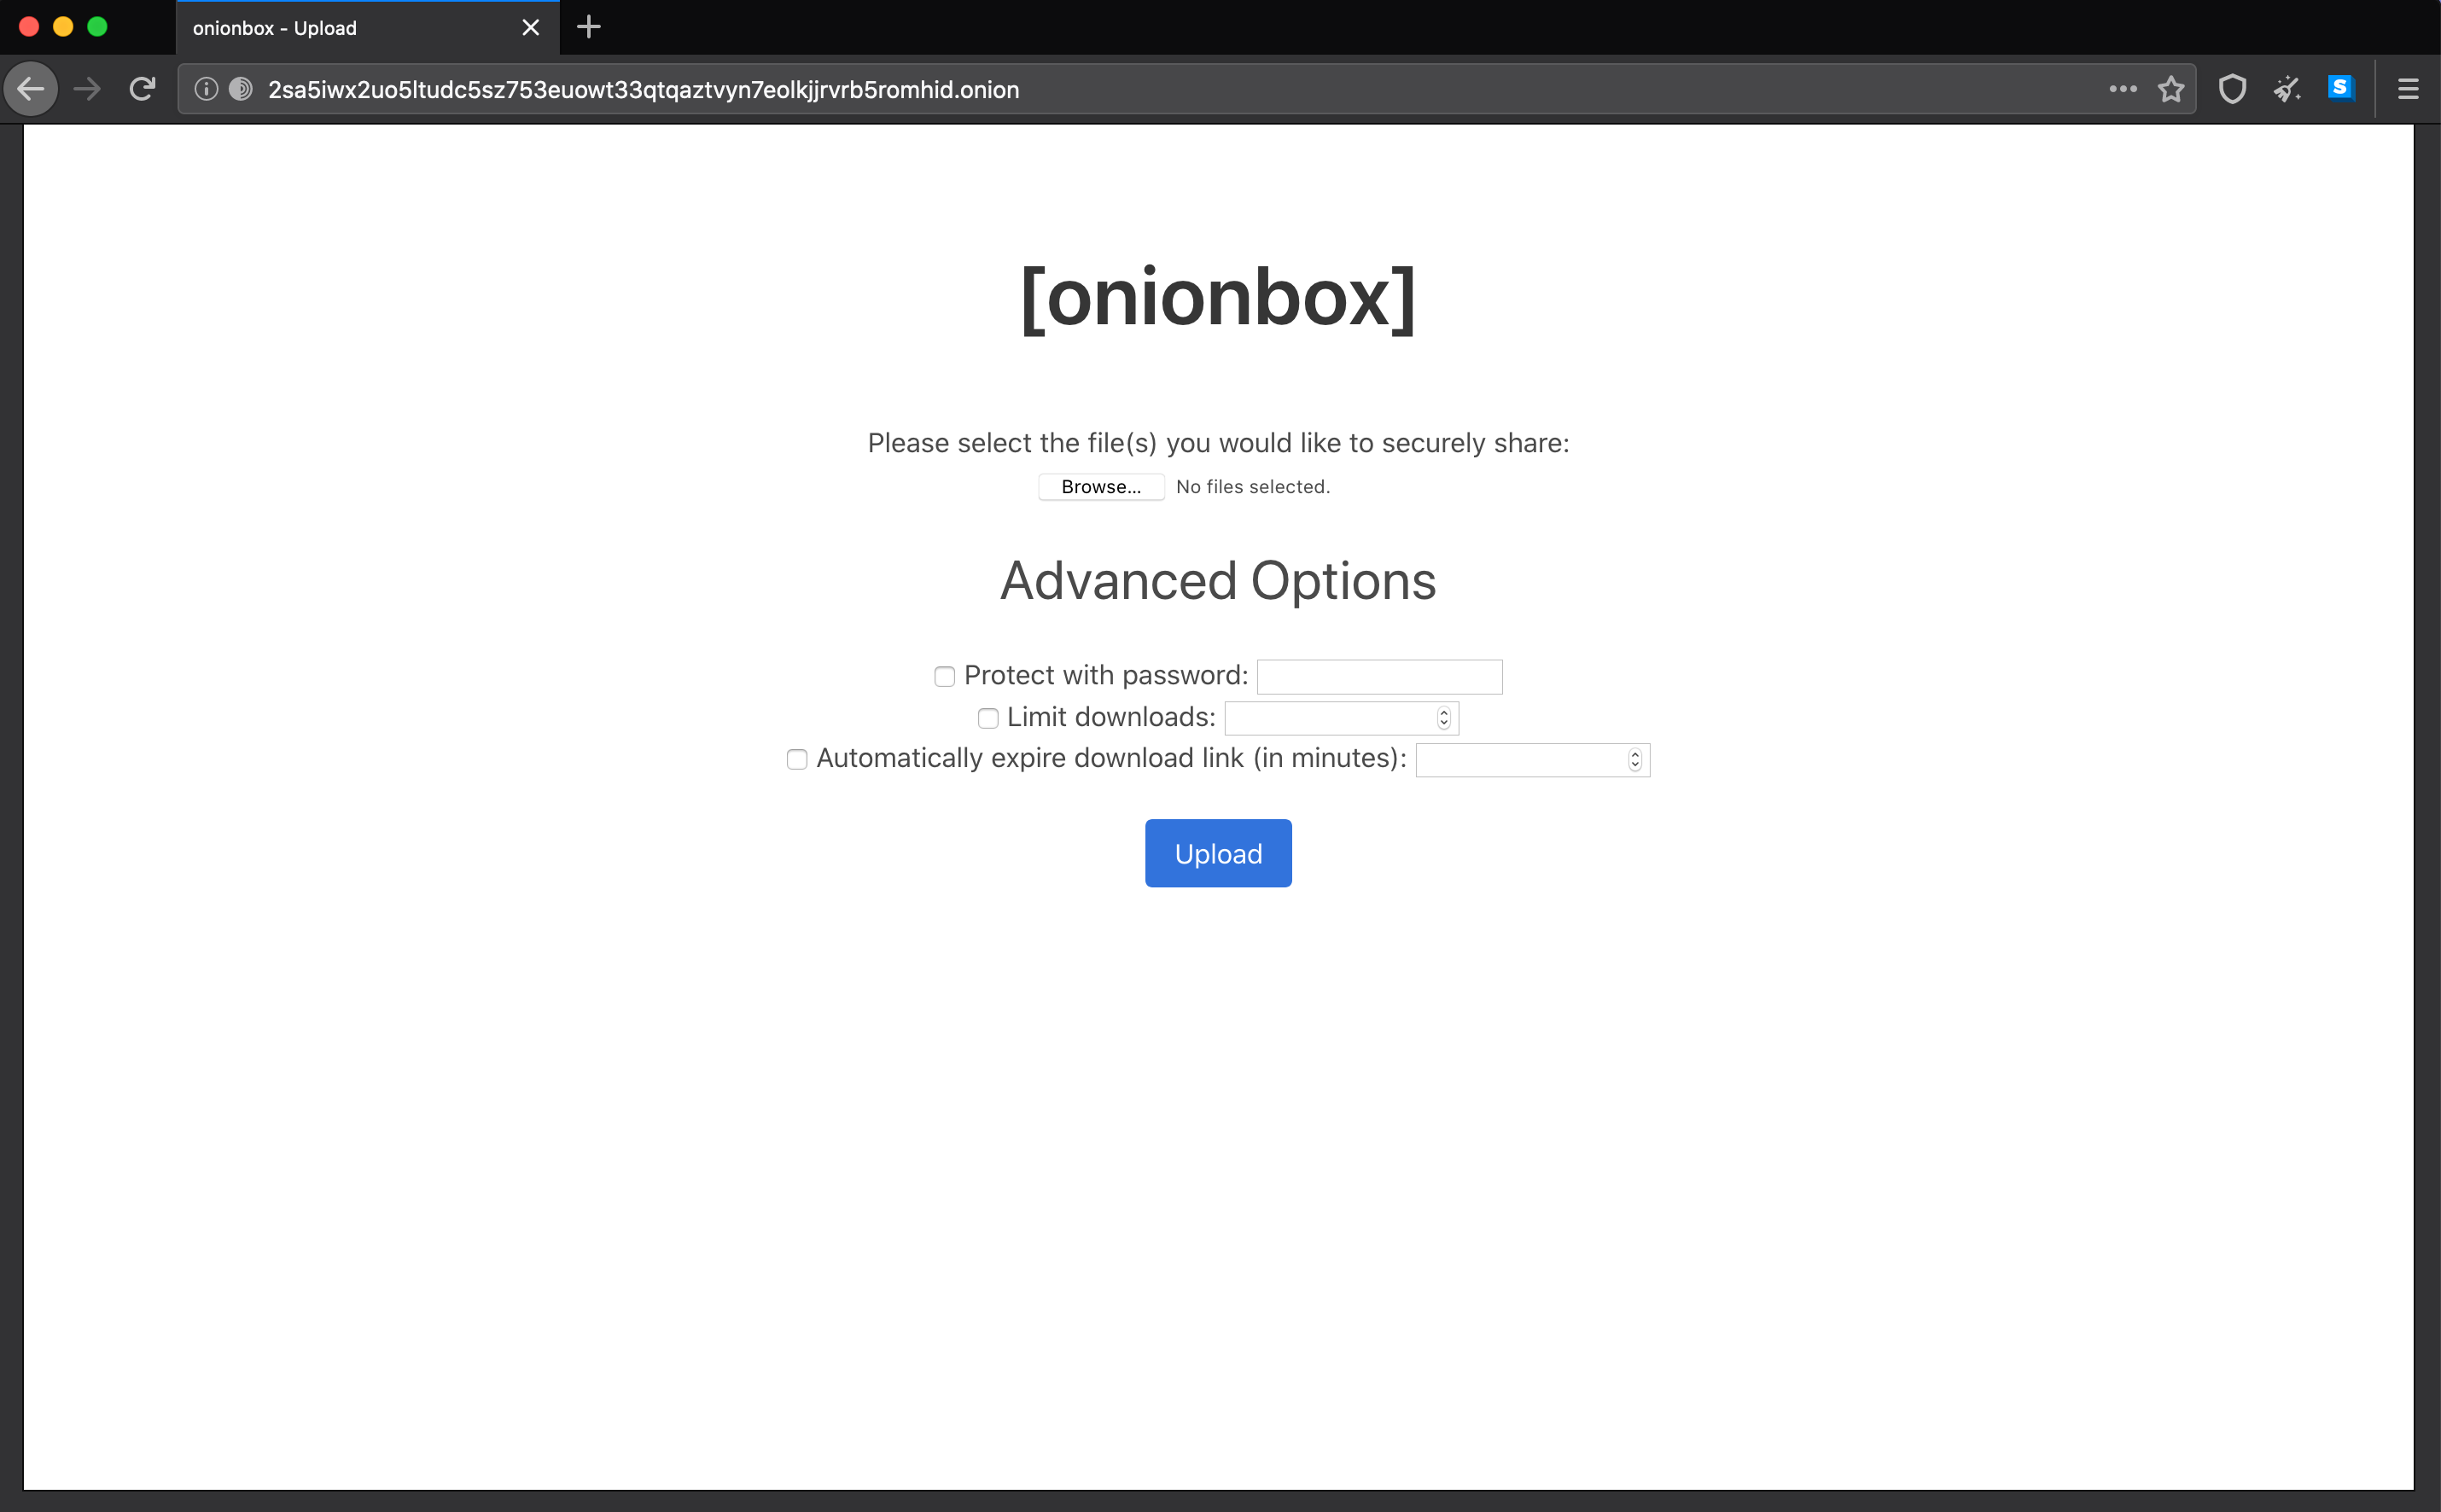 onionbox - Upload
2sa5iwx2uo5ltudc5sz753euowt33qtqaztvyn7eolkjjrvrb5romhid.onion
S
[onionbox]
Please select the file(s) you would like to securely share:
Browse... No files selected.
Advanced Options
Protect with password:
Limit downloads:
Automatically expire download link (in minutes):
Upload